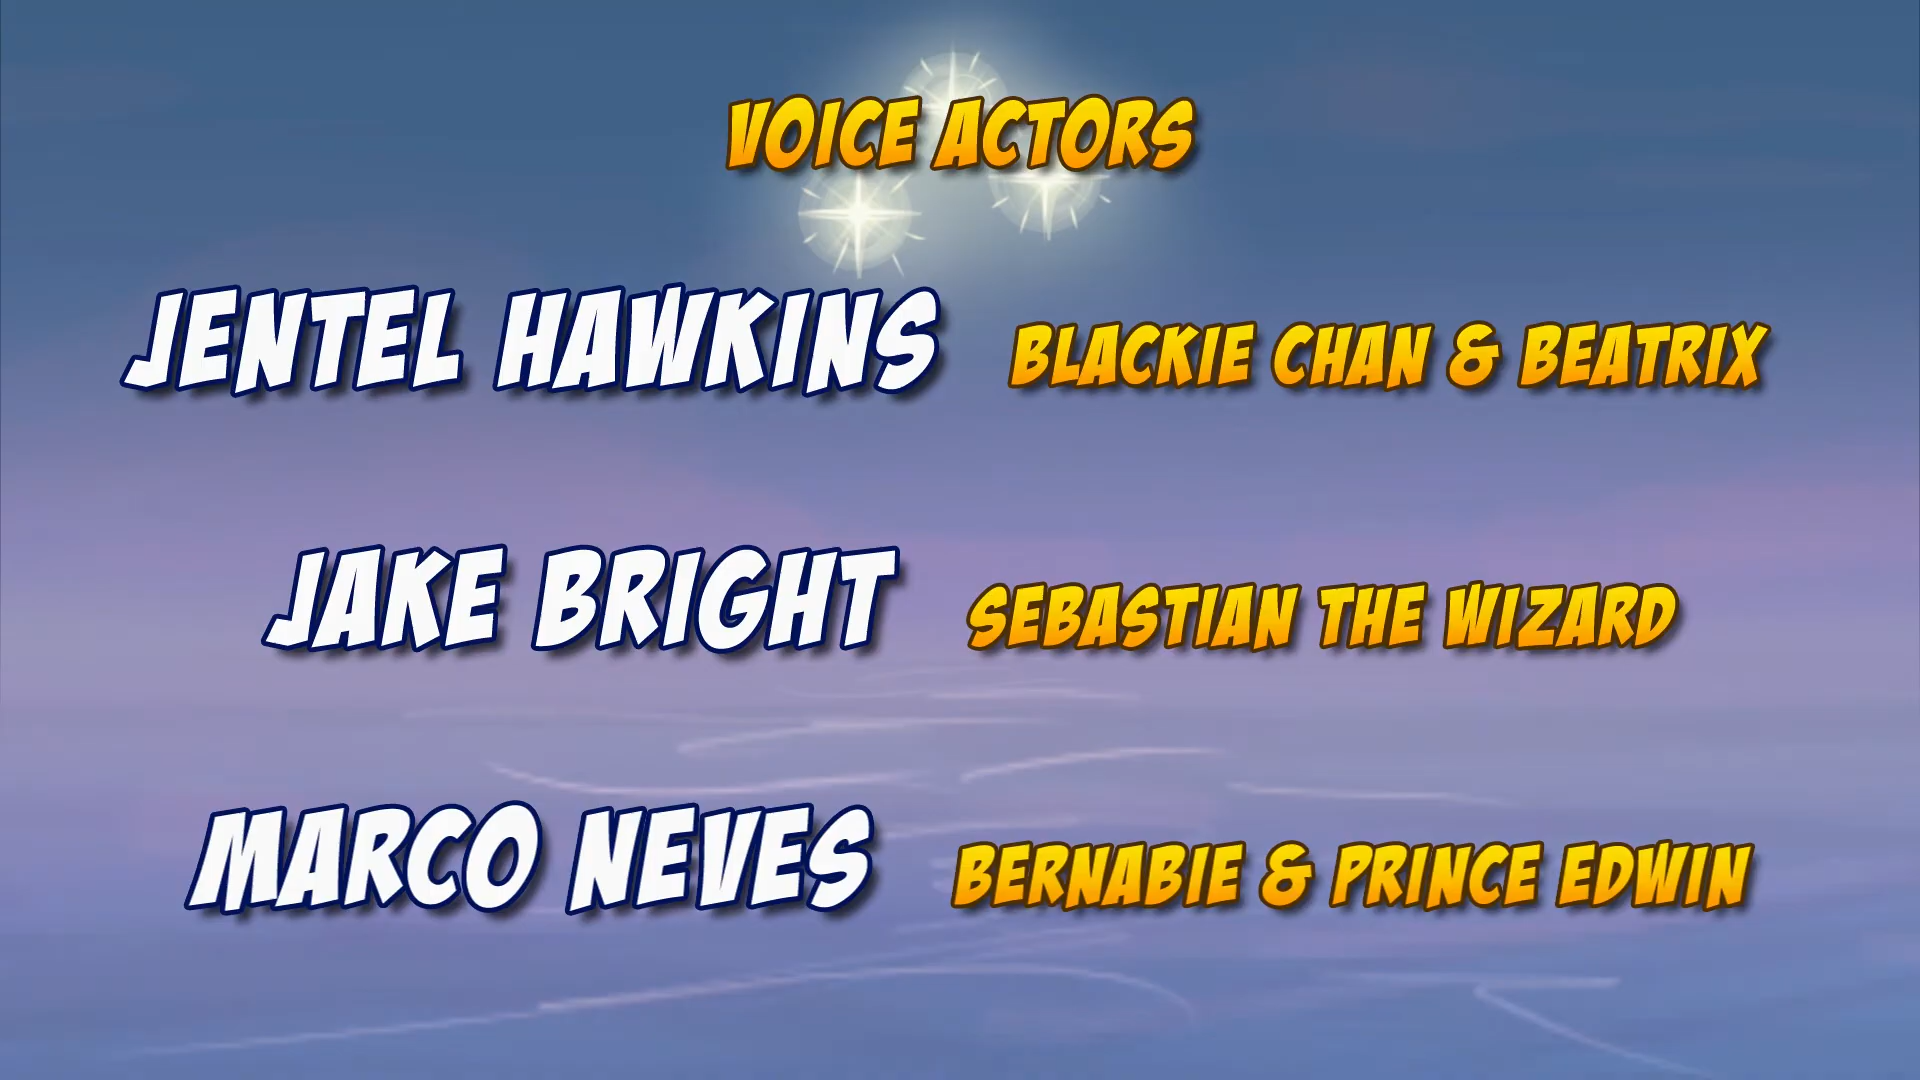 VOICE ACTORS
JENTEL HAWKINS BLACKIE CHAN & BEATRIX
JAKE BRIGHT SEBASTIAN THE WIZARD
MARCO NEVES BERNABIE & PRINCE EDWIN